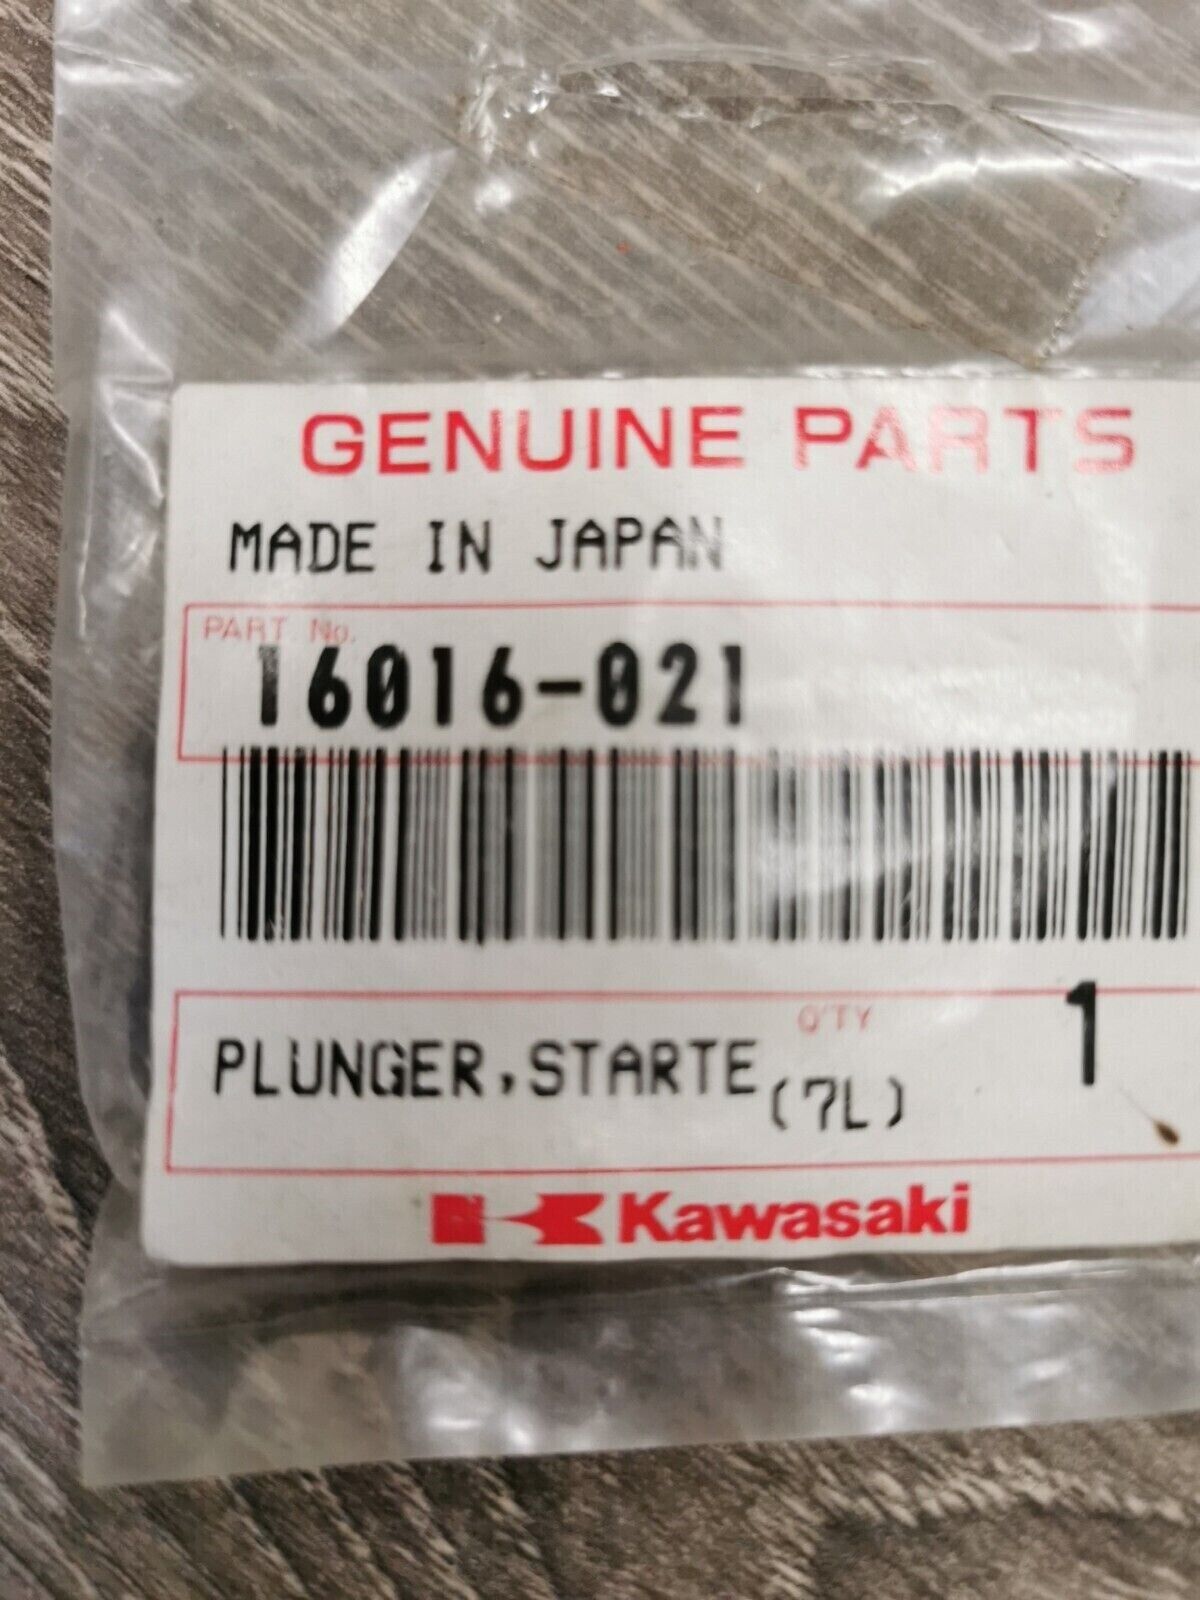 GENUINE PARTS
MADE IN JAPAN
PART No.
16016-021
Q'TY
1
PLUNGER,STARTE
(7L)
Kawasaki